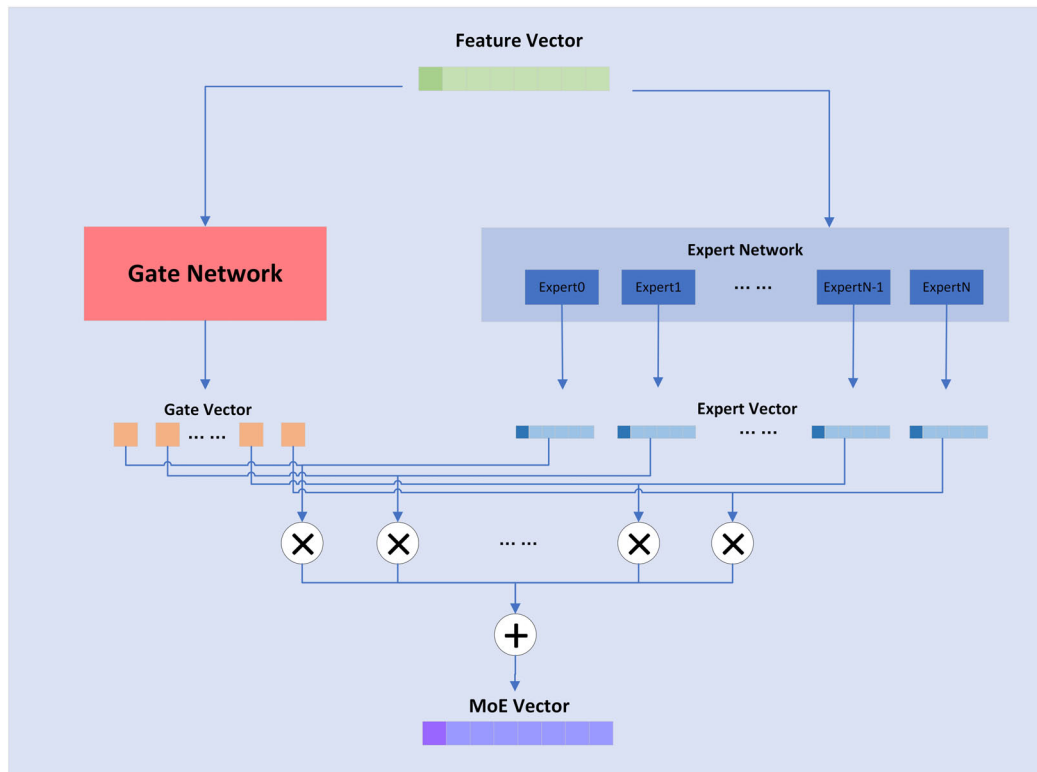 Feature Vector
Gate Network
Expert Network
Expert0
Expert1
... ...
ExpertN-1
ExpertN
Gate Vector
... ...
Expert Vector
... ...
... ...
MoE Vector